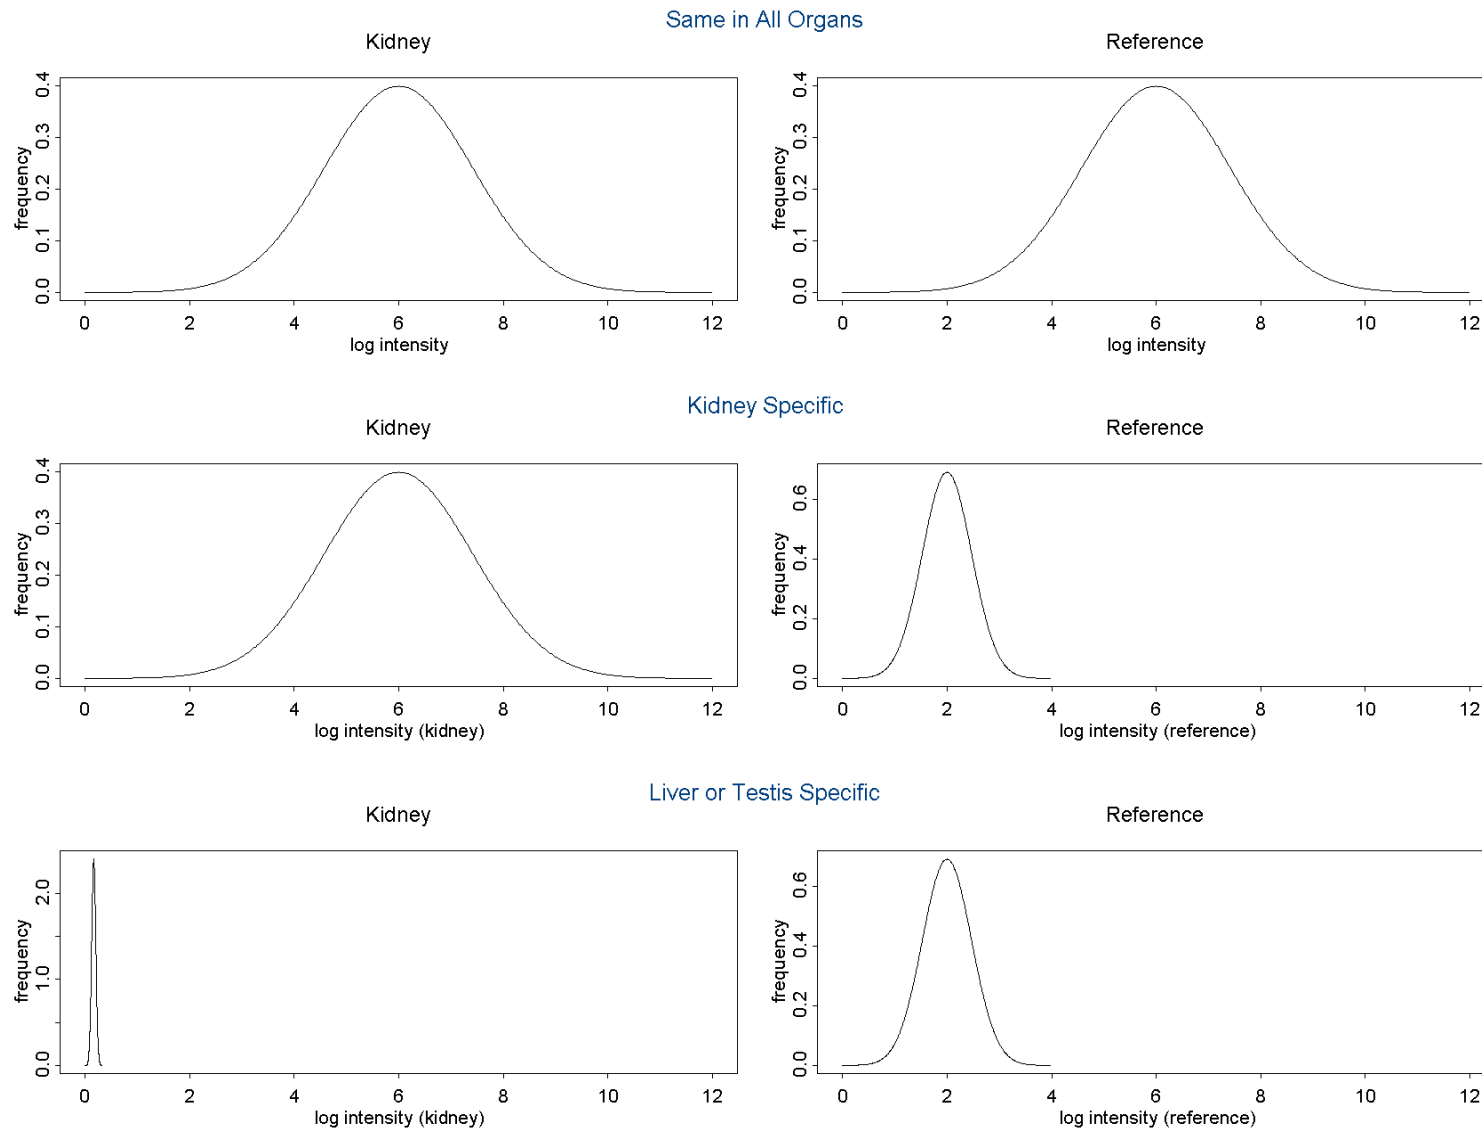 Same in All Organs
Kidney
Reference
frequency
0.0 0.1 0.2 0.3 0.4
0 2 4 6 8 10 12
log intensity
frequency
0.0 0.1 0.2 0.3 0.4
0 2 4 6 8 10 12
log intensity
Kidney Specific
Kidney
Reference
frequency
0.0 0.1 0.2 0.3 0.4
0 2 4 6 8 10 12
log intensity (kidney)
frequency
0.0 0.2 0.4 0.6
0 2 4 6 8 10 12
log intensity (reference)
Liver or Testis Specific
Kidney
Reference
frequency
0.0 1.0 2.0
0 2 4 6 8 10 12
log intensity (kidney)
frequency
0.0 0.2 0.4 0.6
0 2 4 6 8 10 12
log intensity (reference)